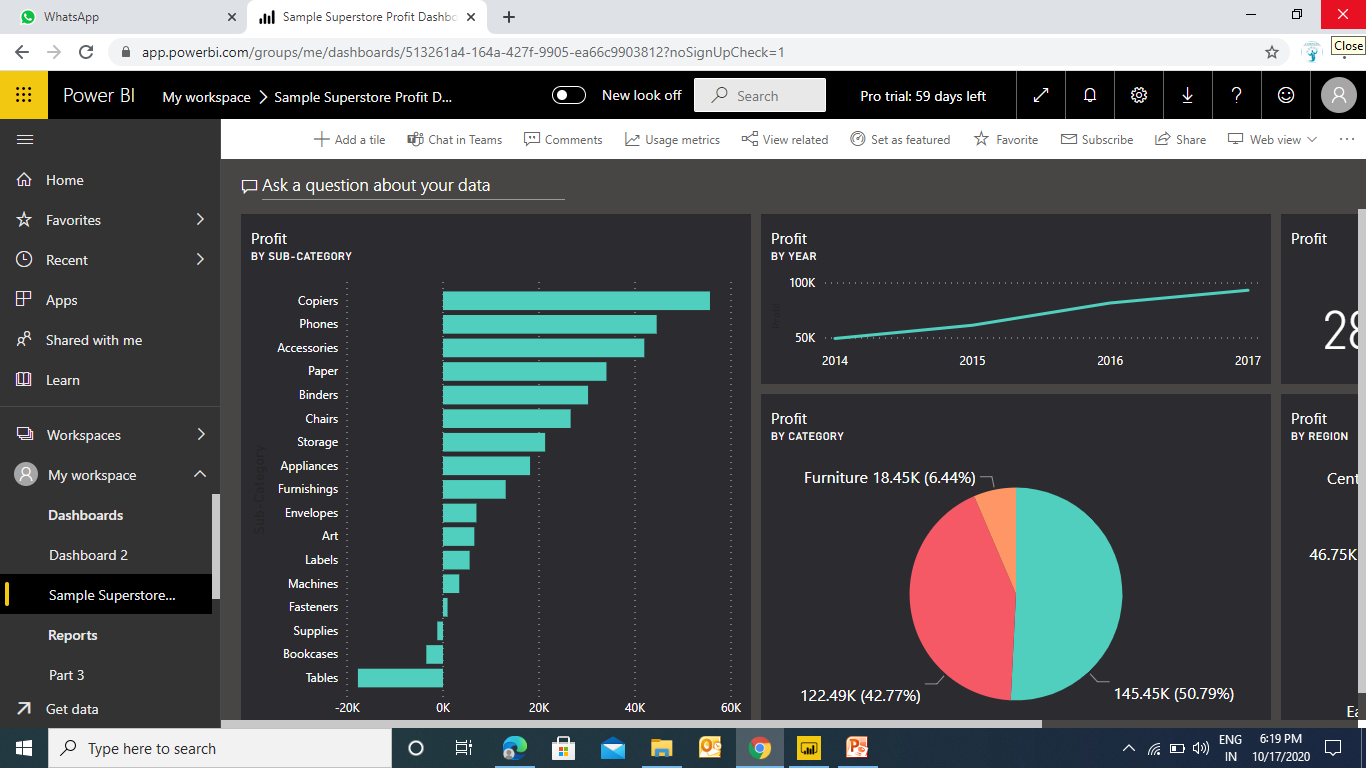 WhatsApp
Sample Superstore Profit Dashbo
app.powerbi.com/groups/me/dashboards/513261a4-164a-427f-9905-ea66c9903812?noSignUpCheck=1
Close
Power BI
My workspace > Sample Superstore Profit D...
New look off
Search
Pro trial: 59 days left
Add a tile
Chat in Teams
Comments
Usage metrics
View related
Set as featured
Favorite
Subscribe
Share
Web view
Home
Favorites
Recent
Apps
Shared with me
Learn
Workspaces
My workspace
Dashboards
Dashboard 2
Sample Superstore...
Reports
Part 3
Get data
Ask a question about your data
Profit
BY SUB-CATEGORY
Sub-Category
Copiers
Phones
Accessories
Paper
Binders
Chairs
Storage
Appliances
Furnishings
Envelopes
Art
Labels
Machines
Fasteners
Supplies
Bookcases
Tables
-20K 0K 20K 40K 60K
Profit
BY YEAR
Profit
100K
50K
2014 2015 2016 2017
Profit
28
Profit
BY CATEGORY
Furniture 18.45K (6.44%)
122.49K (42.77%)
145.45K (50.79%)
Profit
BY REGION
Cent
46.75K
Ea
Type here to search
ENG
IN
6:19 PM
10/17/2020